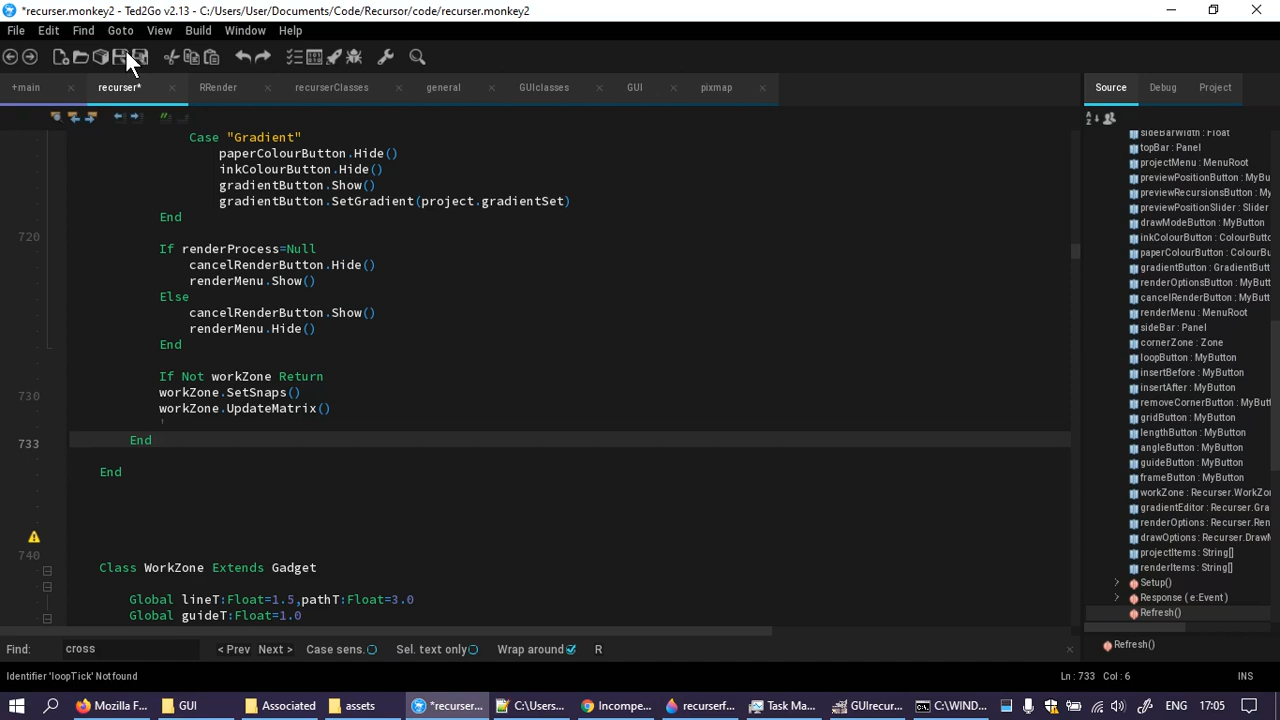 *recurser.monkey2 - Ted2Go v2.13 - C:/Users/User/Documents/Code/Recursor/code/recurser.monkey2
File Edit Find Goto View Build Window Help
+main recurser* RRender recurserClasses general GUIclasses GUI pixmap
Source Debug Project
Case "Gradient"
paperColourButton.Hide()
inkColourButton.Hide()
gradientButton.Show()
gradientButton.SetGradient(project.gradientSet)
End
720
If renderProcess=Null
cancelRenderButton.Hide()
renderMenu.Show()
Else
cancelRenderButton.Show()
renderMenu.Hide()
End
If Not workZone Return
730 workZone.SetSnaps()
workZone.UpdateMatrix()
'
733 End
End
740
Class WorkZone Extends Gadget
Global lineT:Float=1.5,pathT:Float=3.0
Global guideT:Float=1.0
sideBarWidth : Float
topBar : Panel
projectMenu : MenuRoot
previewPositionButton : MyBu
previewRecursionsButton : My
previewPositionSlider : Slider
drawModeButton : MyButton
inkColourButton : ColourButto
paperColourButton : ColourBu
gradientButton : GradientButt
renderOptionsButton : MyButt
cancelRenderButton : MyButt
renderMenu : MenuRoot
sideBar : Panel
cornerZone : Zone
loopButton : MyButton
insertBefore : MyButton
insertAfter : MyButton
removeCornerButton : MyButt
gridButton : MyButton
lengthButton : MyButton
angleButton : MyButton
guideButton : MyButton
frameButton : MyButton
workZone : Recurser.WorkZon
gradientEditor : Recurser.Gra
renderOptions : Recurser.Ren
drawOptions : Recurser.DrawM
projectItems : String[]
renderItems : String[]
Setup()
Response ( e:Event )
Refresh()
Refresh()
Find: cross < Prev Next > Case sens. Sel. text only Wrap around R
Identifier 'loopTick' Notfound Ln : 733 Col : 6 INS
Mozilla F... GUI Associated assets *recurser... C:\Users... Incompe... recurserf... Task Ma... GUIrecur... C:\WIND... ENG 17:05